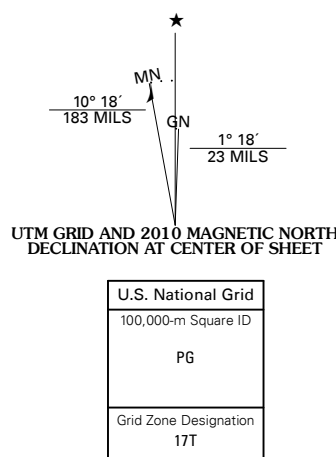 ★
MN
GN
10° 18´
183 MILS
1° 18´
23 MILS
UTM GRID AND 2010 MAGNETIC NORTH
DECLINATION AT CENTER OF SHEET
U.S. National Grid
100,000-m Square ID
PG
Grid Zone Designation
17T